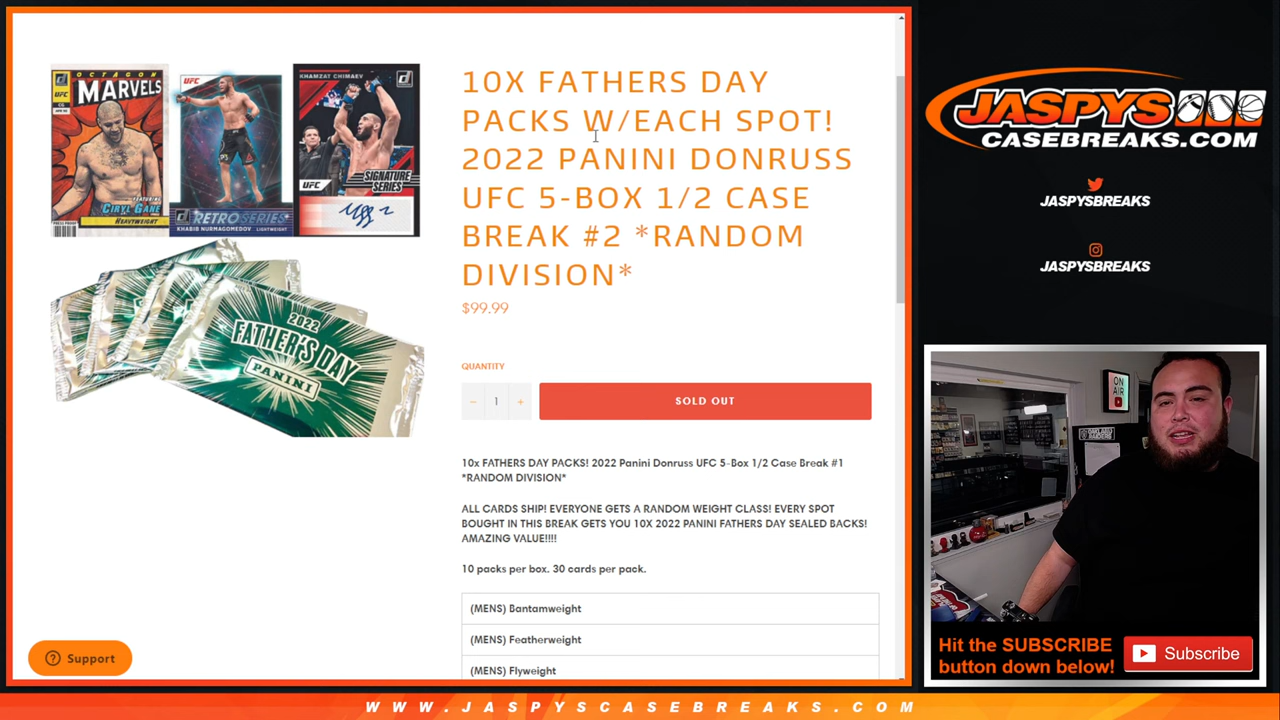 OCTAGON
MARVELS
UFC
FEATURING
CIRYL GANE
HEAVYWEIGHT
PRESS PROOF
UFC
RETRO SERIES
KHABIB NURMAGOMEDOV - LIGHTWEIGHT
KHAMZAT CHIMAEV
UFC
SIGNATURE
SERIES
2022
FATHER'S DAY
PANINI
10X FATHERS DAY
PACKS W/EACH SPOT!
2022 PANINI DONRUSS
UFC 5-BOX 1/2 CASE
BREAK #2 *RANDOM
DIVISION*
$99.99
QUANTITY
− 1 +
SOLD OUT
10x FATHERS DAY PACKS! 2022 Panini Donruss UFC 5-Box 1/2 Case Break #1
*RANDOM DIVISION*
ALL CARDS SHIP! EVERYONE GETS A RANDOM WEIGHT CLASS! EVERY SPOT
BOUGHT IN THIS BREAK GETS YOU 10X 2022 PANINI FATHERS DAY SEALED BACKS!
AMAZING VALUE!!!!
10 packs per box. 30 cards per pack.
(MENS) Bantamweight
(MENS) Featherweight
(MENS) Flyweight
Support
JASPYS
CASEBREAKS.COM
JASPYSBREAKS
JASPYSBREAKS
ON
AIR
Hit the SUBSCRIBE
button down below!
Subscribe
WWW.JASPYSCASEBREAKS.COM